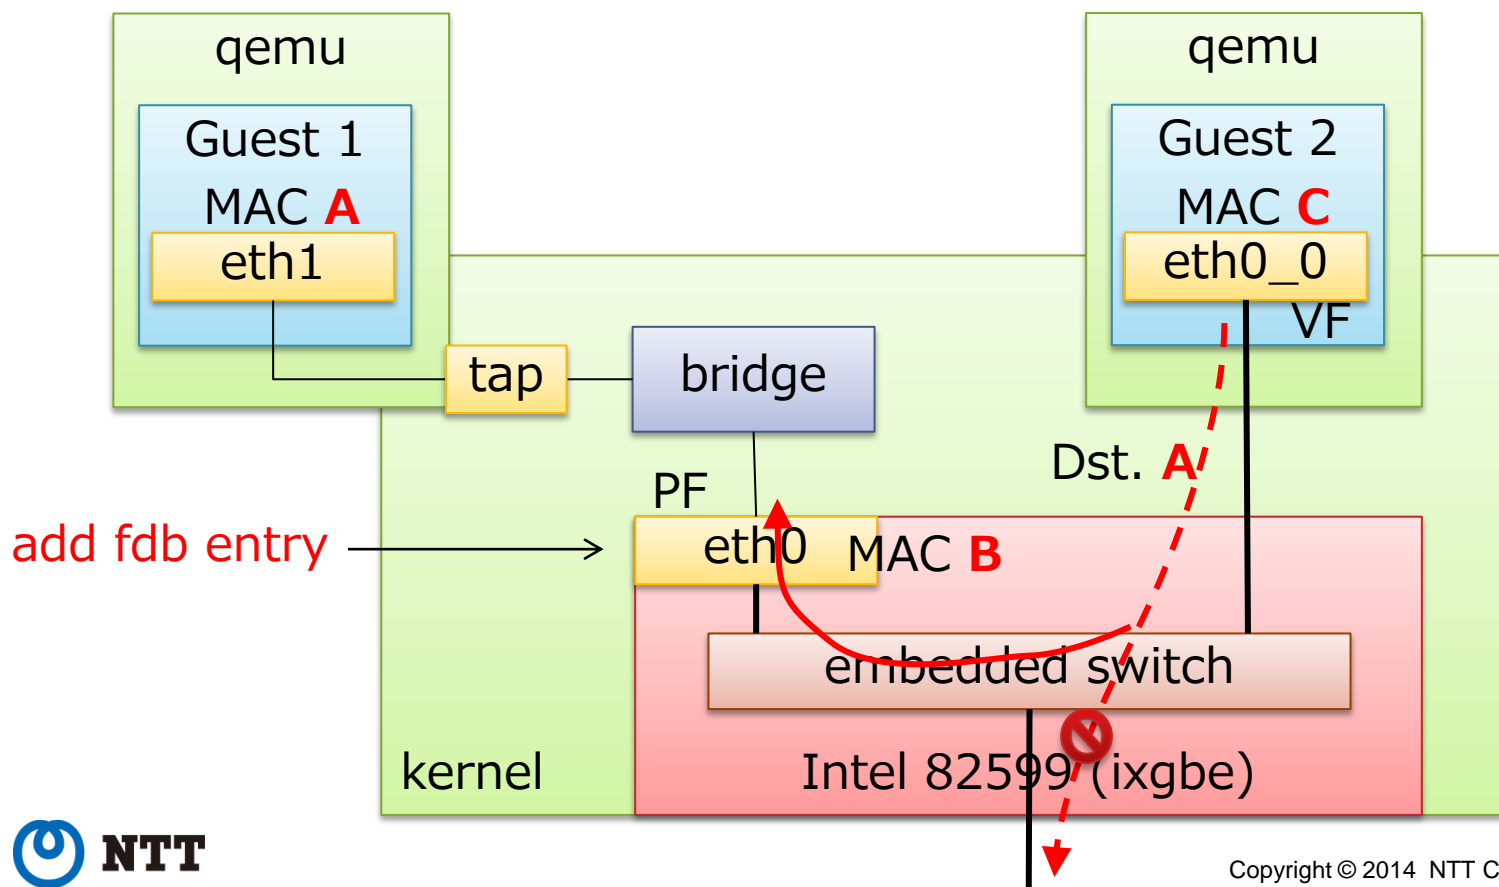 qemu
qemu
Guest 1
Guest 2
MAC A
MAC C
eth1
eth0_0
VF
tap
bridge
Dst. A
PF
add fdb entry
eth0
MAC B
embedded switch
kernel
Intel 82599 (ixgbe)
NTT
Copyright © 2014 NTT C